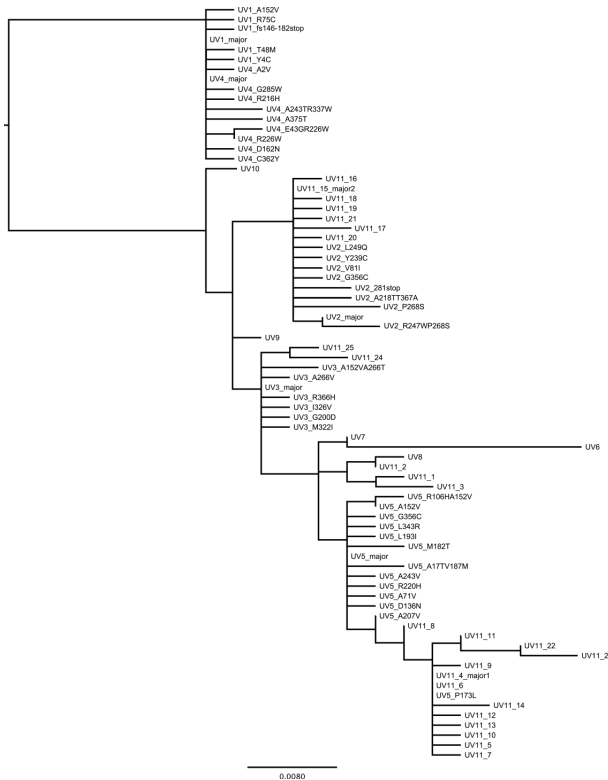 UV1_A152V
UV1_R75C
UV1_fs146-182stop
UV1_major
UV1_T48M
UV1_Y4C
UV4_A2V
UV4_major
UV4_G285W
UV4_R216H
UV4_A243TR337W
UV4_A375T
UV4_E43GR226W
UV4_R226W
UV4_D162N
UV4_C362Y
UV10
UV11_16
UV11_15_major2
UV11_18
UV11_19
UV11_21
UV11_17
UV11_20
UV2_L249Q
UV2_Y239C
UV2_V81I
UV2_G356C
UV2_281stop
UV2_A218TT367A
UV2_P268S
UV2_major
UV2_R247WP268S
UV9
UV11_25
UV11_24
UV3_A152VA266T
UV3_A266V
UV3_major
UV3_R366H
UV3_I326V
UV3_G200D
UV3_M322I
UV7
UV6
UV8
UV11_2
UV11_1
UV11_3
UV5_R106HA152V
UV5_A152V
UV5_G356C
UV5_L343R
UV5_L193I
UV5_M182T
UV5_major
UV5_A17TV187M
UV5_A243V
UV5_R220H
UV5_A71V
UV5_D136N
UV5_A207V
UV11_8
UV11_11
UV11_22
UV11_2
UV11_9
UV11_4_major1
UV11_6
UV5_P173L
UV11_14
UV11_12
UV11_13
UV11_10
UV11_5
UV11_7
0.0080